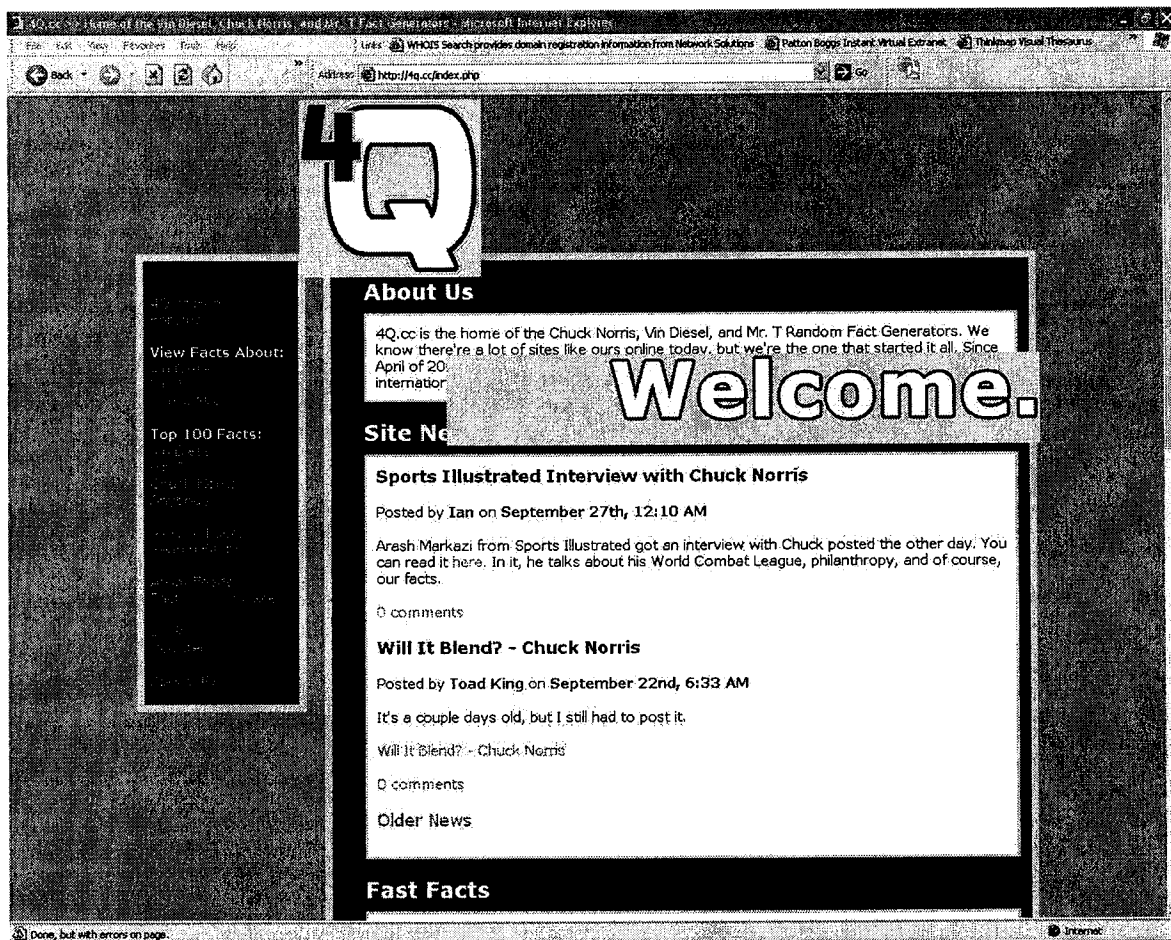 4Q.cc >> Home of the Vin Diesel, Chuck Norris, and Mr. T Fact Generators - Microsoft Internet Explorer
File Edit View Favorites Tools Help
Links WHOIS Search provides domain registration information from Network Solutions Patton Boggs Instant Virtual Extranet Thinkmap Visual Thesaurus
Back
Address http://4q.cc/index.php Go
4Q
View Facts About:
Top 100 Facts:
About Us
4Q.cc is the home of the Chuck Norris, Vin Diesel, and Mr. T Random Fact Generators. We
know there're a lot of sites like ours online today, but we're the one that started it all. Since
April of 20
internation
Welcome.
Site Ne
Sports Illustrated Interview with Chuck Norris
Posted by Ian on September 27th, 12:10 AM
Arash Markazi from Sports Illustrated got an interview with Chuck posted the other day. You
can read it here. In it, he talks about his World Combat League, philanthropy, and of course,
our facts.
0 comments
Will It Blend? - Chuck Norris
Posted by Toad King on September 22nd, 6:33 AM
It's a couple days old, but I still had to post it.
Will It Blend? - Chuck Norris
0 comments
Older News
Fast Facts
Done, but with errors on page.
Internet